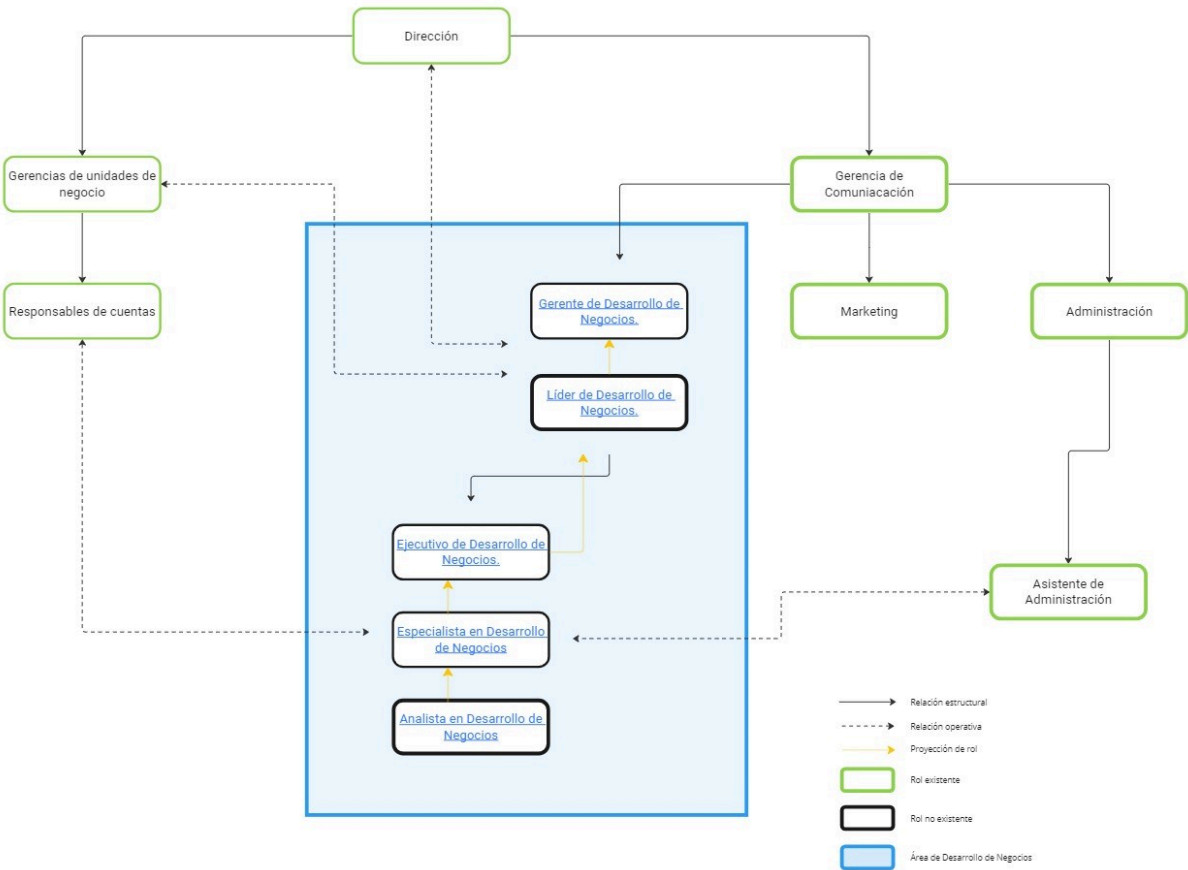 Dirección
Gerencias de unidades de
negocio
Gerencia de
Comuniacación
Gerente de Desarrollo de
Negocios.
Responsables de cuentas
Marketing
Administración
Líder de Desarrollo de
Negocios.
Ejecutivo de Desarrollo de
Negocios.
Asistente de
Administración
Especialista en Desarrollo
de Negocios
Analista en Desarrollo de
Negocios
Relación estructural
Relación operativa
Proyección de rol
Rol existente
Rol no existente
Área de Desarrollo de Negocios